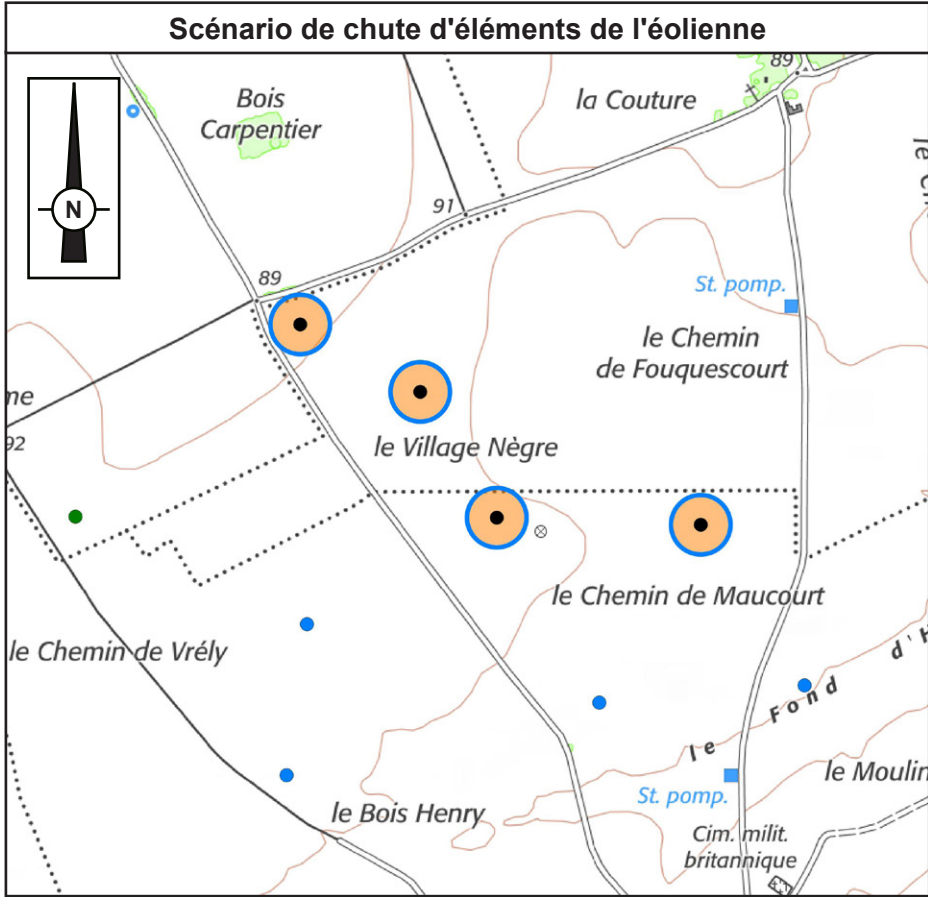 Scénario de chute d'éléments de l'éolienne
89
Bois
Carpentier
la Couture
N
91
89
St. pomp.
le Chemin
de Fouquescourt
me
92
le Village Nègre
le Chemin de Maucourt
le Chemin de Vrély
le Fond d'H
le Moulin
St. pomp.
le Bois Henry
Cim. milit.
britannique